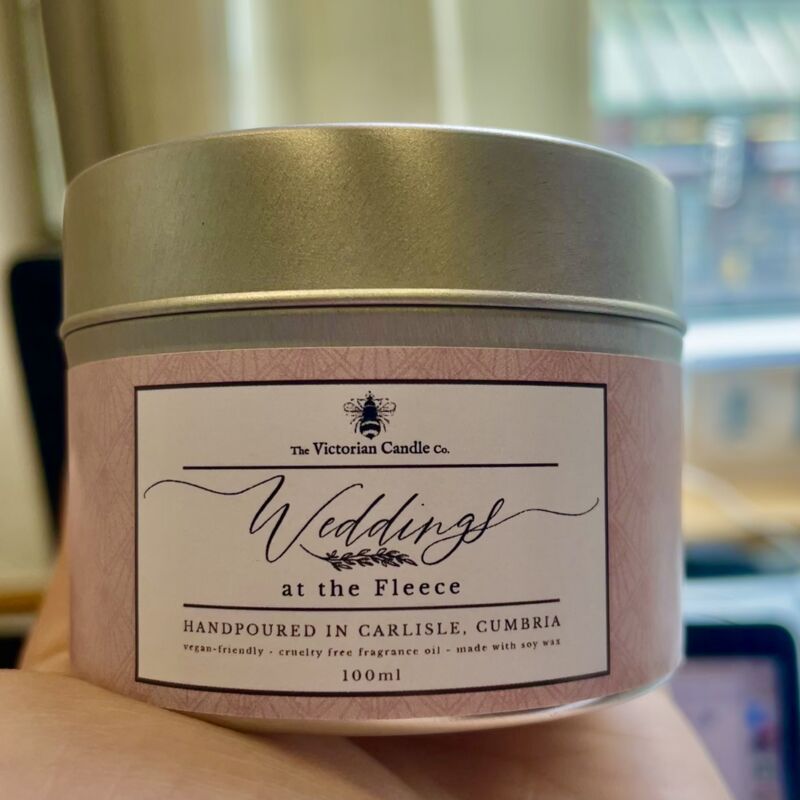 The Victorian Candle Co.
Weddings
at the Fleece
HANDPOURED IN CARLISLE, CUMBRIA
vegan-friendly - cruelty free fragrance oil - made with soy wax
100ml